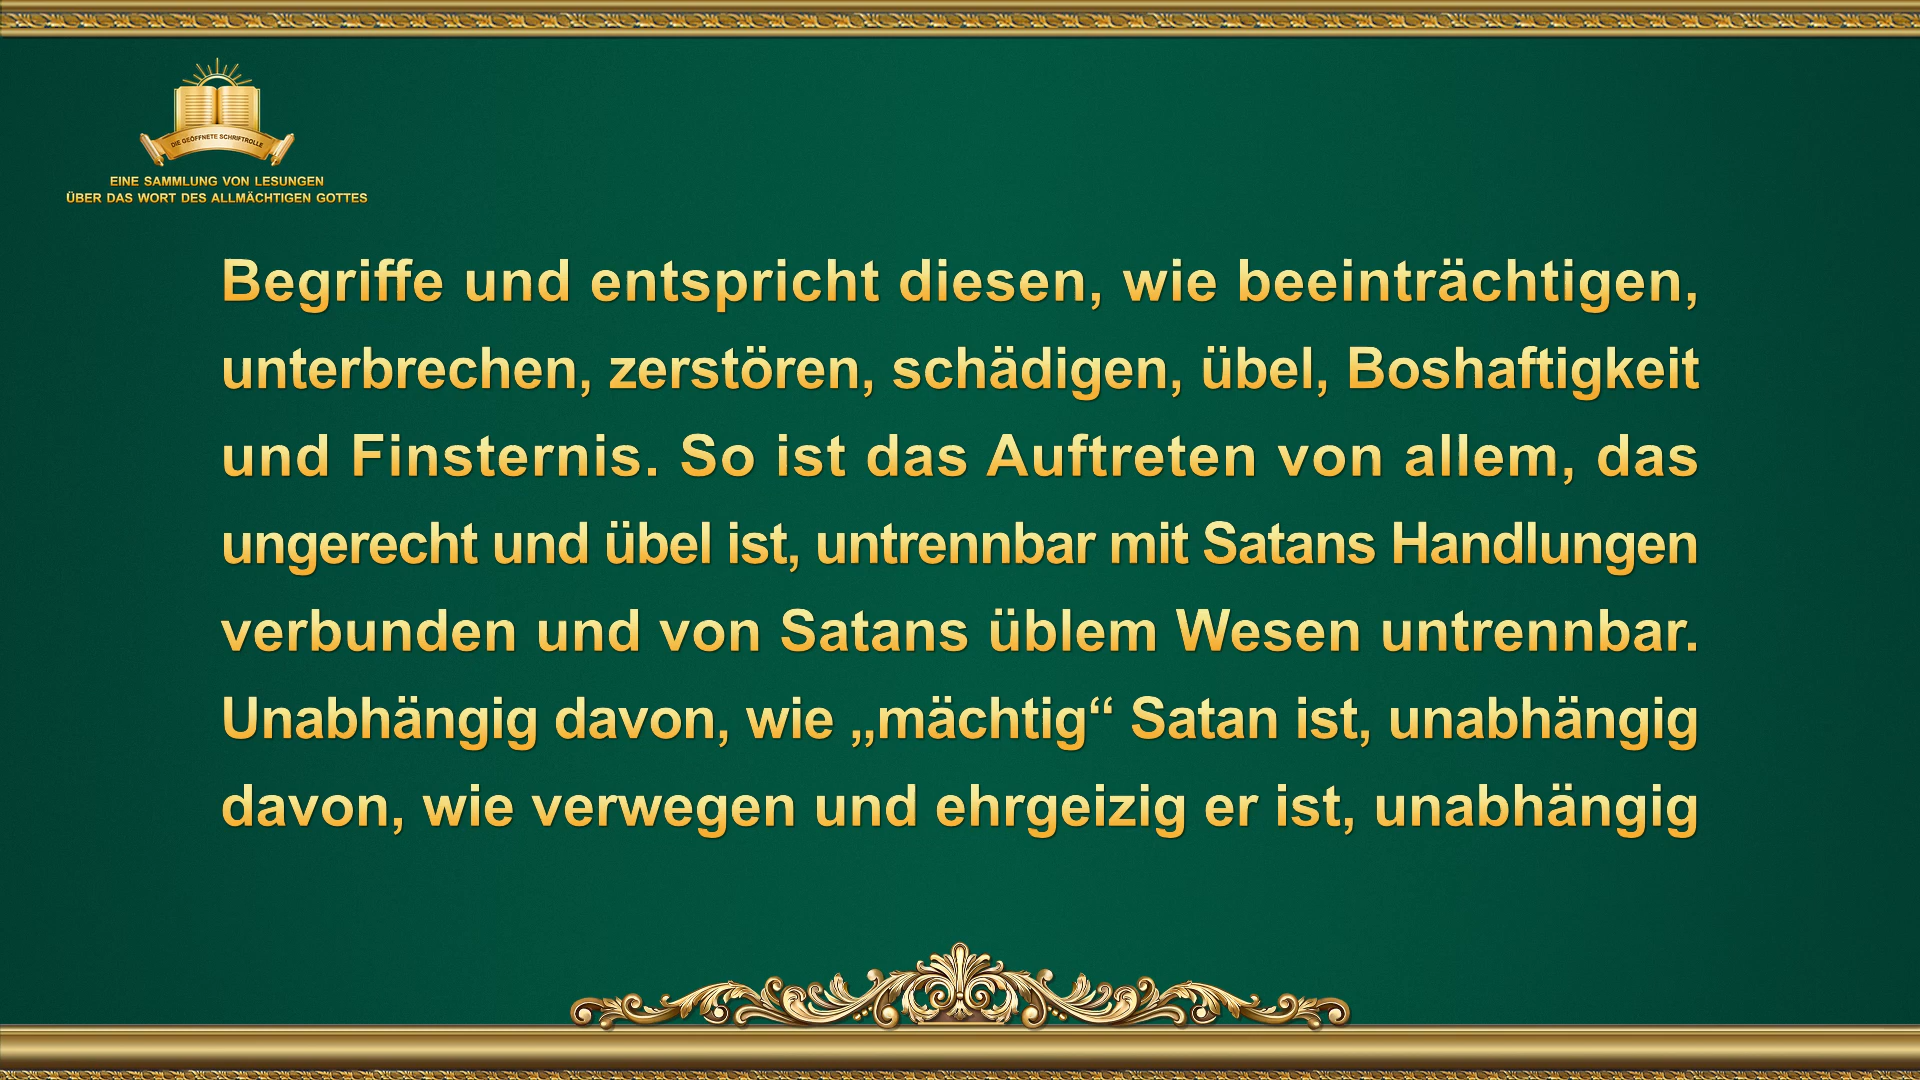 DIE GEÖFFNETE SCHRIFTROLLE
EINE SAMMLUNG VON LESUNGEN
ÜBER DAS WORT DES ALLMÄCHTIGEN GOTTES
Begriffe und entspricht diesen, wie beeinträchtigen,
unterbrechen, zerstören, schädigen, übel, Boshaftigkeit
und Finsternis. So ist das Auftreten von allem, das
ungerecht und übel ist, untrennbar mit Satans Handlungen
verbunden und von Satans üblem Wesen untrennbar.
Unabhängig davon, wie „mächtig“ Satan ist, unabhängig
davon, wie verwegen und ehrgeizig er ist, unabhängig